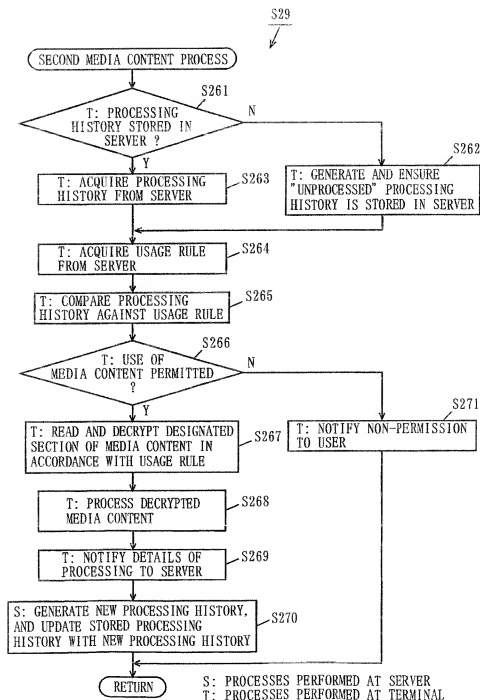 S29
SECOND MEDIA CONTENT PROCESS
S261
T: PROCESSING
HISTORY STORED IN
SERVER ?
N
Y
S262
T: GENERATE AND ENSURE
"UNPROCESSED" PROCESSING
HISTORY IS STORED IN SERVER
S263
T: ACQUIRE PROCESSING
HISTORY FROM SERVER
S264
T: ACQUIRE USAGE RULE
FROM SERVER
S265
T: COMPARE PROCESSING
HISTORY AGAINST USAGE RULE
S266
T: USE OF
MEDIA CONTENT PERMITTED
?
N
Y
S271
T: NOTIFY NON-PERMISSION
TO USER
S267
T: READ AND DECRYPT DESIGNATED
SECTION OF MEDIA CONTENT IN
ACCORDANCE WITH USAGE RULE
S268
T: PROCESS DECRYPTED
MEDIA CONTENT
S269
T: NOTIFY DETAILS OF
PROCESSING TO SERVER
S270
S: GENERATE NEW PROCESSING HISTORY,
AND UPDATE STORED PROCESSING
HISTORY WITH NEW PROCESSING HISTORY
RETURN
S: PROCESSES PERFORMED AT SERVER
T: PROCESSES PERFORMED AT TERMINAL